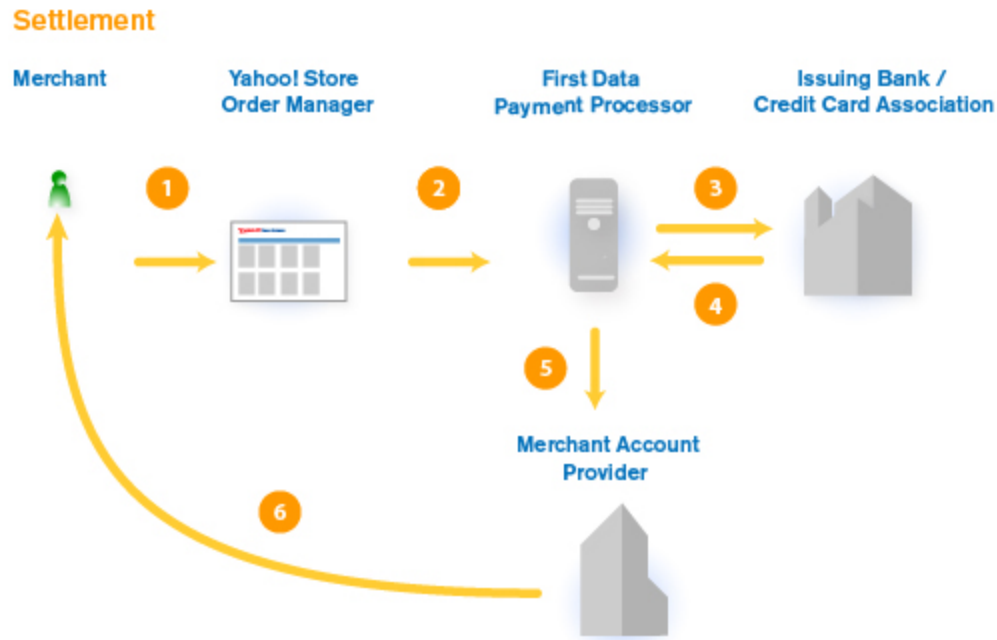 Settlement
Merchant
Yahoo! Store
Order Manager
First Data
Payment Processor
Issuing Bank /
Credit Card Association
1
2
3
4
5
Merchant Account
Provider
6